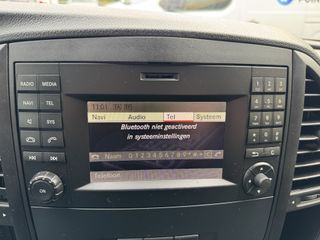 RADIO MEDIA
NAVI TEL
SYS
11:01
Navi Audio Tel Systeem
Bluetooth niet geactiveerd
in systeeminstellingen
Naam 0123456789*#
Telefoon
ON
C